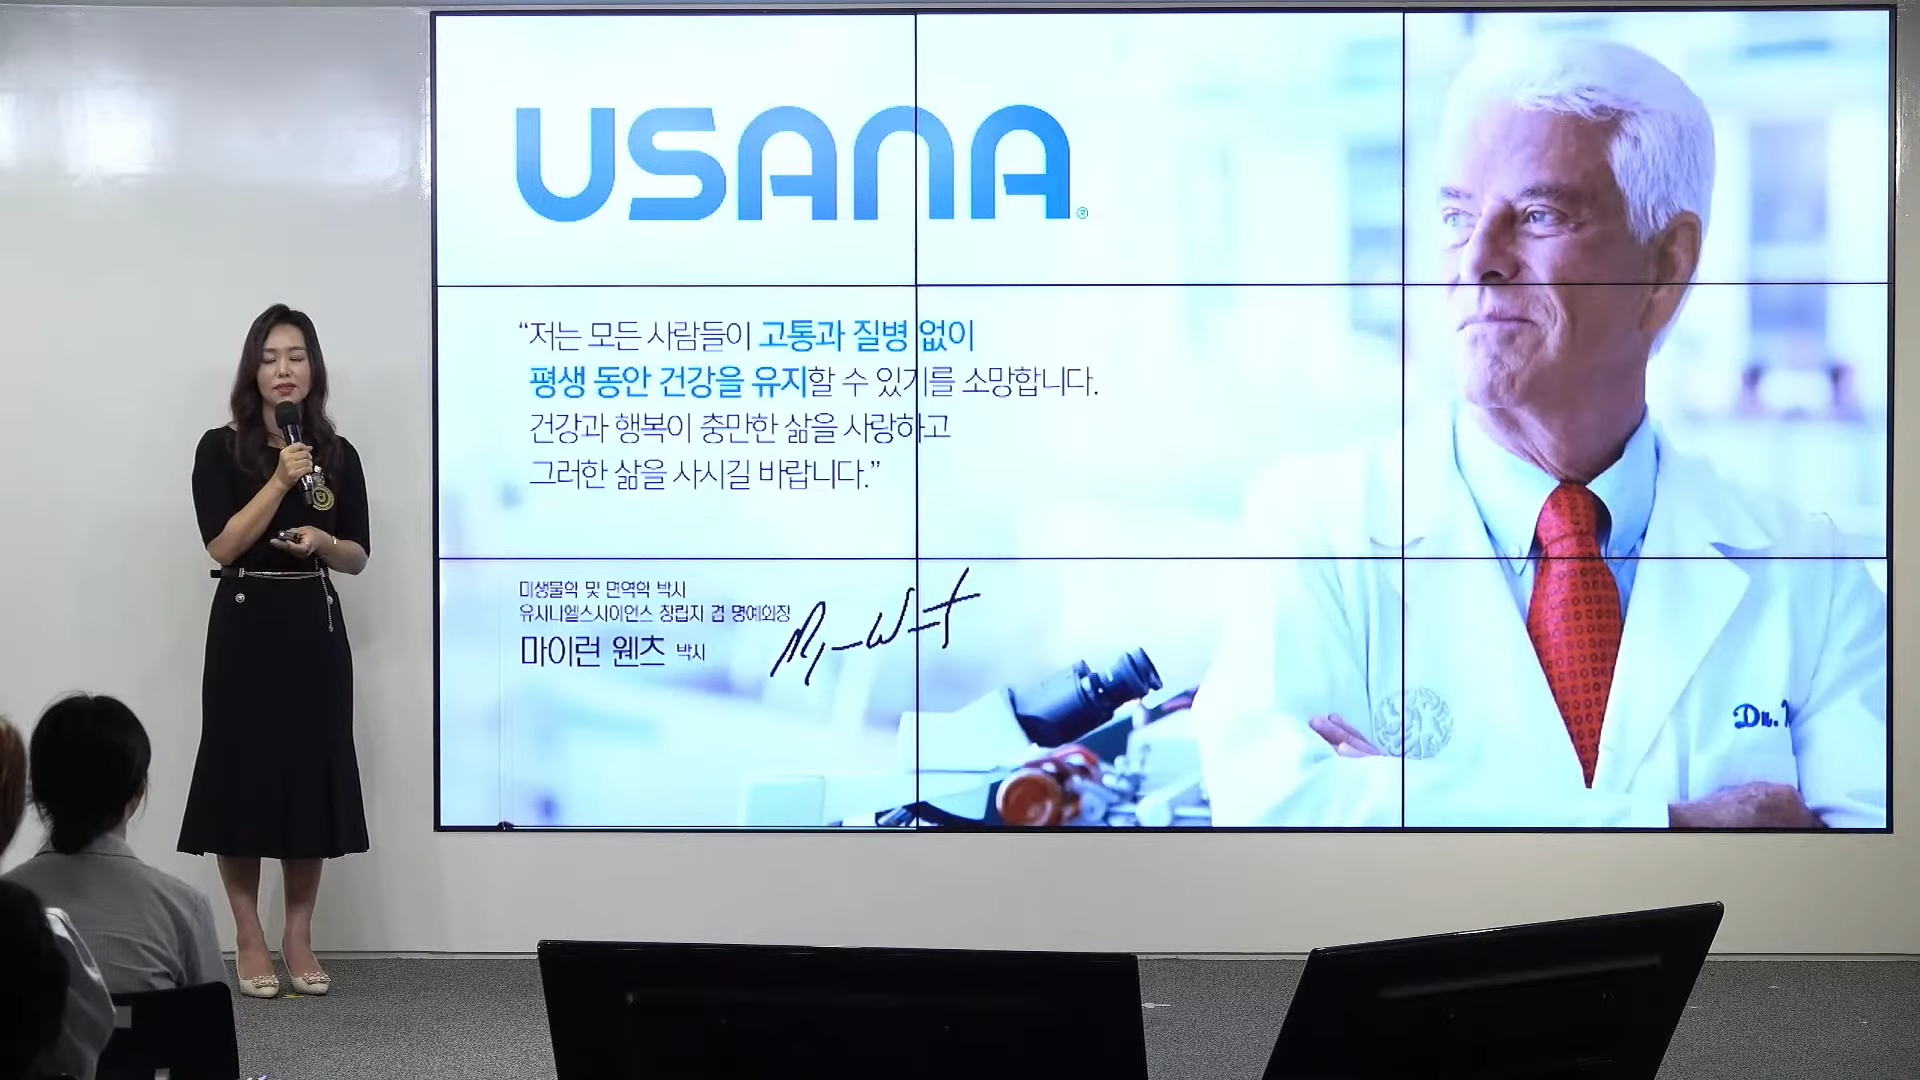 USANA®
“저는 모든 사람들이 고통과 질병 없이
평생 동안 건강을 유지할 수 있기를 소망합니다.
건강과 행복이 충만한 삶을 사랑하고
그러한 삶을 사시길 바랍니다.”
미생물학 및 면역학 박사
유사나헬스사이언스 창립자 겸 명예회장
마이런 웬츠 박사
Dr.